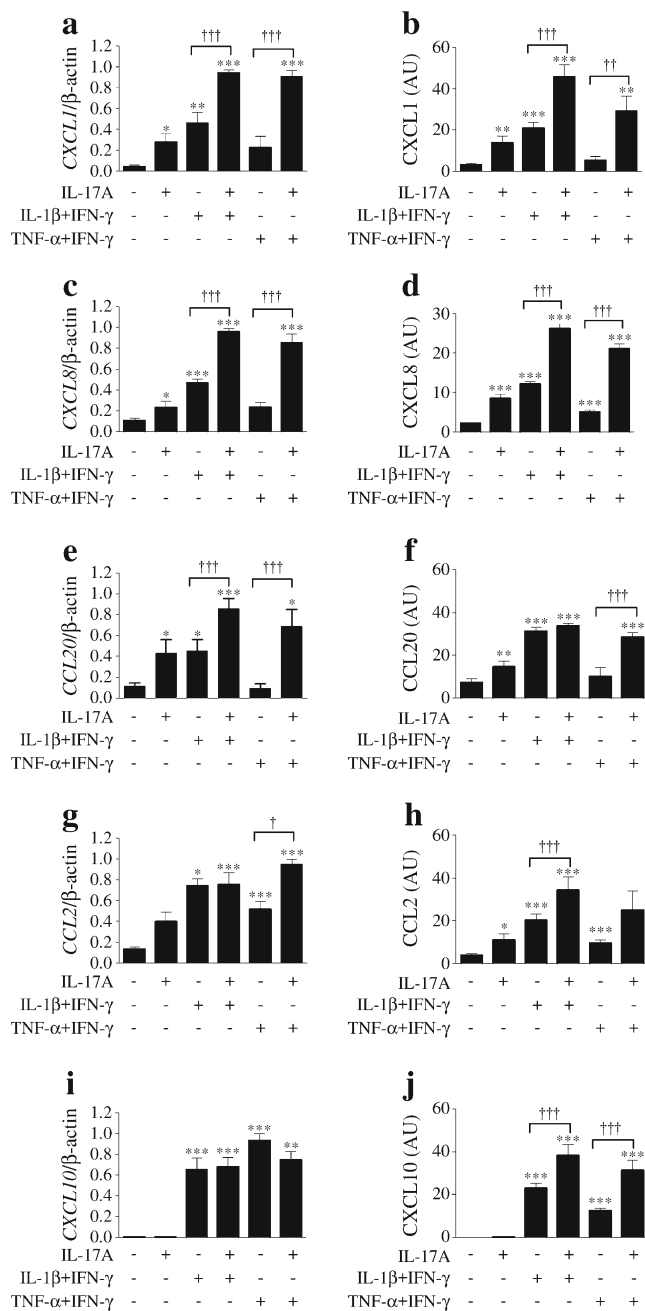 a
††† †††
* ** *** ***
1.2
1.0
0.8
0.6
0.4
0.2
0.0
CXCL1/β-actin
IL-17A - + - + - +
IL-1β+IFN-γ - - + + - -
TNF-α+IFN-γ - - - - + +
b
††† ††
** *** *** **
60
40
20
0
CXCL1 (AU)
IL-17A - + - + - +
IL-1β+IFN-γ - - + + - -
TNF-α+IFN-γ - - - - + +
c
††† †††
* *** *** ***
1.2
1.0
0.8
0.6
0.4
0.2
0.0
CXCL8/β-actin
IL-17A - + - + - +
IL-1β+IFN-γ - - + + - -
TNF-α+IFN-γ - - - - + +
d
††† †††
*** *** *** *** ***
30
20
10
0
CXCL8 (AU)
IL-17A - + - + - +
IL-1β+IFN-γ - - + + - -
TNF-α+IFN-γ - - - - + +
e
††† †††
* * *** *
1.2
1.0
0.8
0.6
0.4
0.2
0.0
CCL20/β-actin
IL-17A - + - + - +
IL-1β+IFN-γ - - + + - -
TNF-α+IFN-γ - - - - + +
f
†††
** *** *** ***
60
40
20
0
CCL20 (AU)
IL-17A - + - + - +
IL-1β+IFN-γ - - + + - -
TNF-α+IFN-γ - - - - + +
g
†
* *** *** ***
1.2
1.0
0.8
0.6
0.4
0.2
0.0
CCL2/β-actin
IL-17A - + - + - +
IL-1β+IFN-γ - - + + - -
TNF-α+IFN-γ - - - - + +
h
†††
* *** *** ***
60
40
20
0
CCL2 (AU)
IL-17A - + - + - +
IL-1β+IFN-γ - - + + - -
TNF-α+IFN-γ - - - - + +
i
*** *** *** **
1.2
1.0
0.8
0.6
0.4
0.2
0.0
CXCL10/β-actin
IL-17A - + - + - +
IL-1β+IFN-γ - - + + - -
TNF-α+IFN-γ - - - - + +
j
††† †††
*** *** *** ***
60
40
20
0
CXCL10 (AU)
IL-17A - + - + - +
IL-1β+IFN-γ - - + + - -
TNF-α+IFN-γ - - - - + +